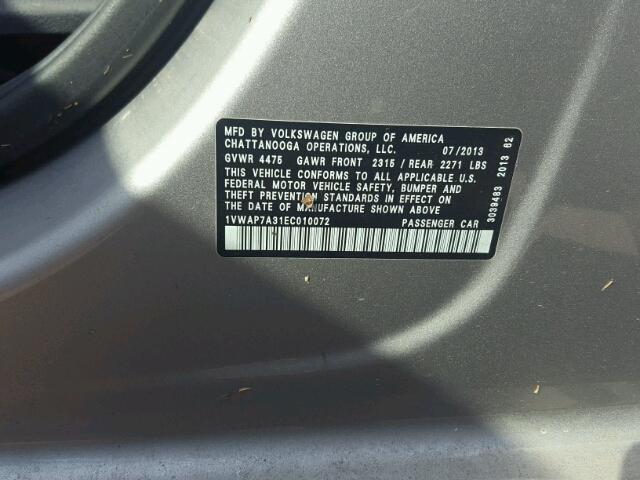 MFD BY VOLKSWAGEN GROUP OF AMERICA
CHATTANOOGA OPERATIONS, LLC. 07/2013
GVWR 4475 GAWR FRONT 2315/REAR 2271 LBS
THIS VEHICLE CONFORMS TO ALL APPLICABLE U.S.
FEDERAL MOTOR VEHICLE SAFETY, BUMPER AND
THEFT PREVENTION STANDARDS IN EFFECT ON
THE DATE OF MANUFACTURE SHOWN ABOVE
1VWAP7A31EC010072 PASSENGER CAR
3039483 2013 62